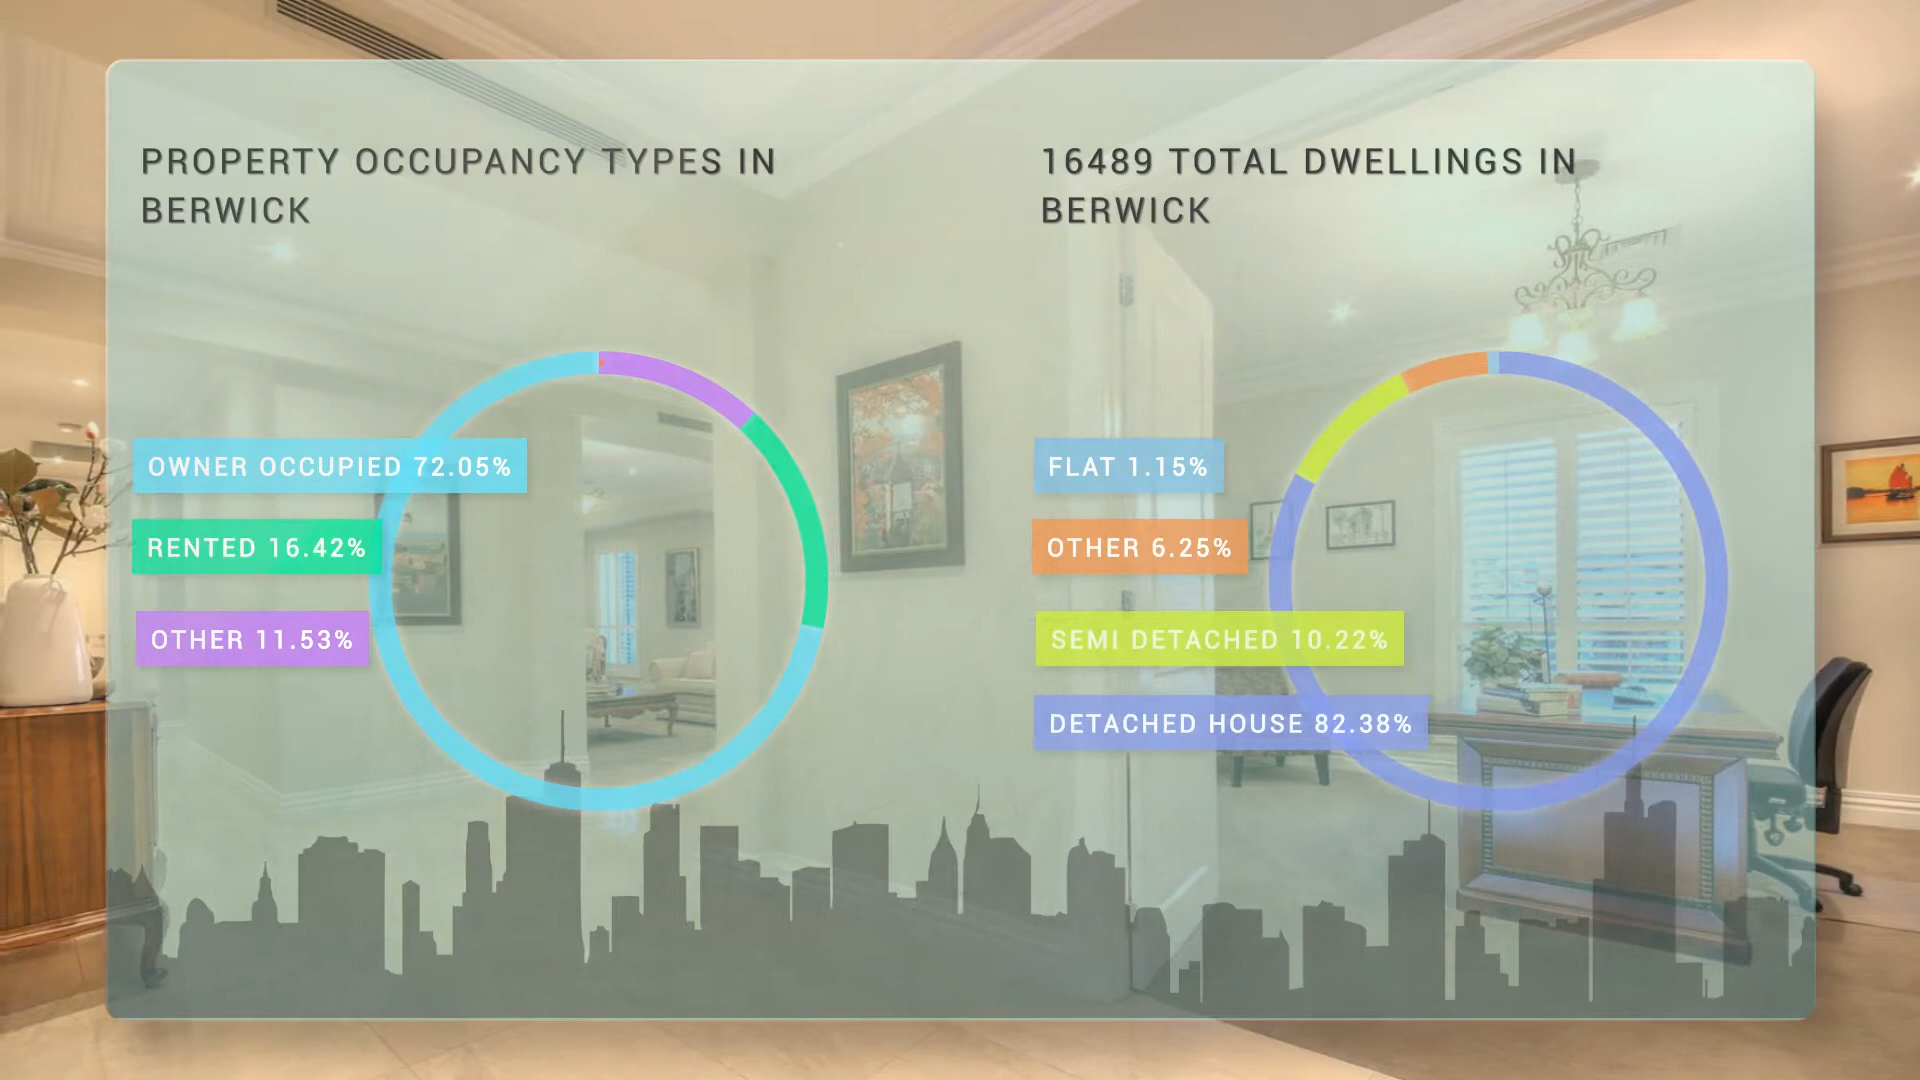 PROPERTY OCCUPANCY TYPES IN
BERWICK
OWNER OCCUPIED 72.05%
RENTED 16.42%
OTHER 11.53%
16489 TOTAL DWELLINGS IN
BERWICK
FLAT 1.15%
OTHER 6.25%
SEMI DETACHED 10.22%
DETACHED HOUSE 82.38%